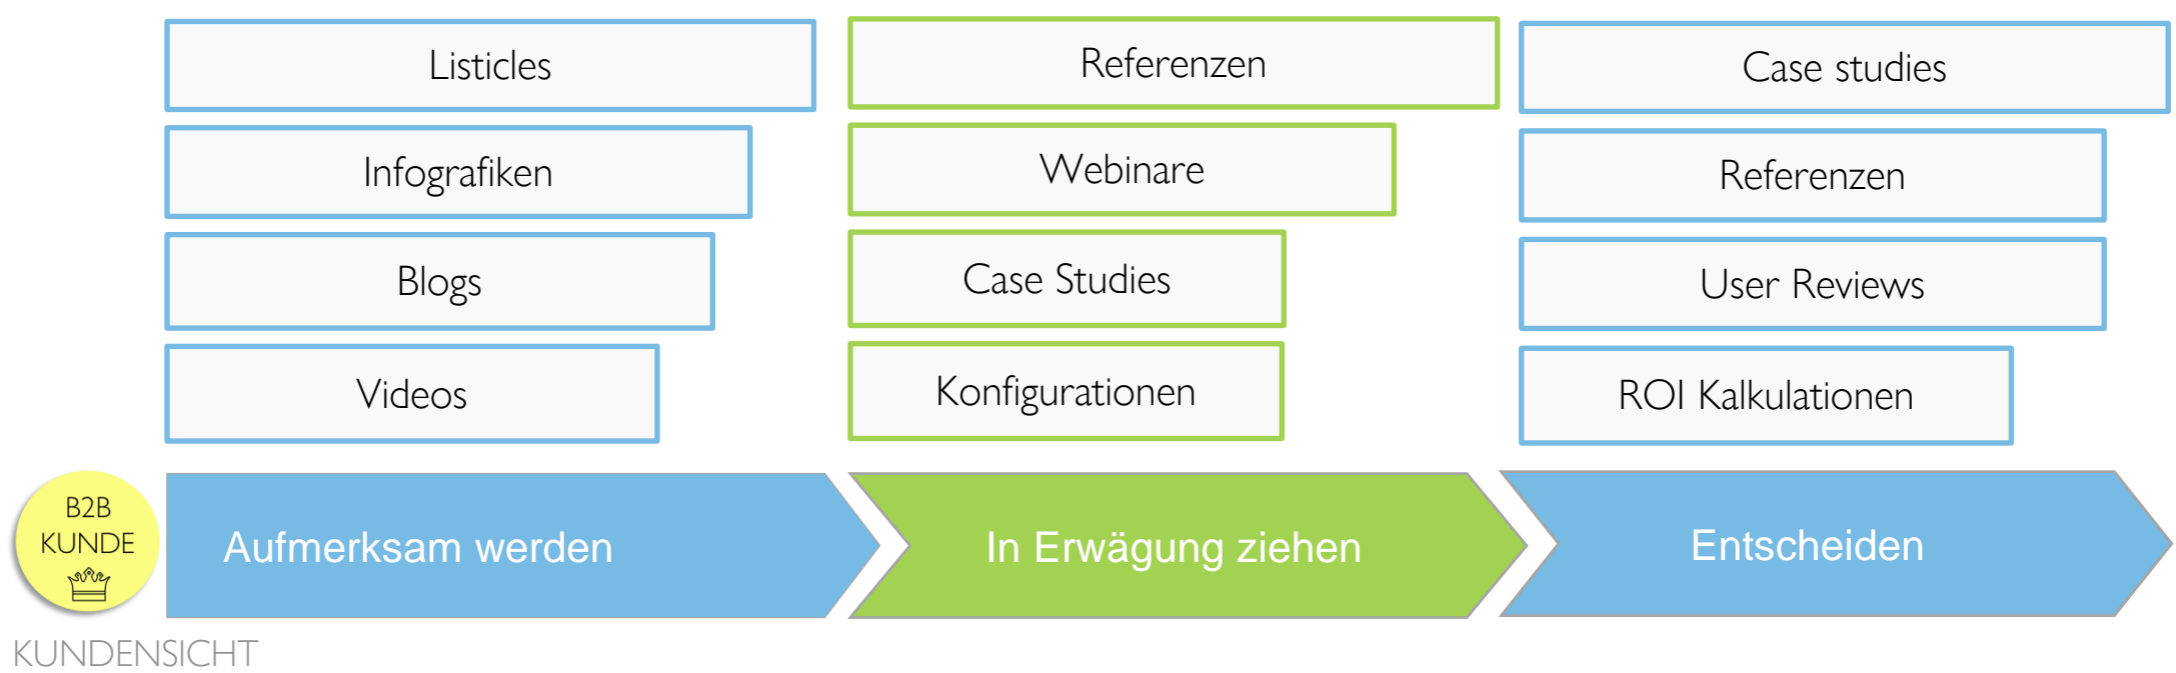 Listicles
Infografiken
Blogs
Videos
Referenzen
Webinare
Case Studies
Konfigurationen
Case studies
Referenzen
User Reviews
ROI Kalkulationen
B2B
KUNDE
Aufmerksam werden
In Erwägung ziehen
Entscheiden
KUNDENSICHT